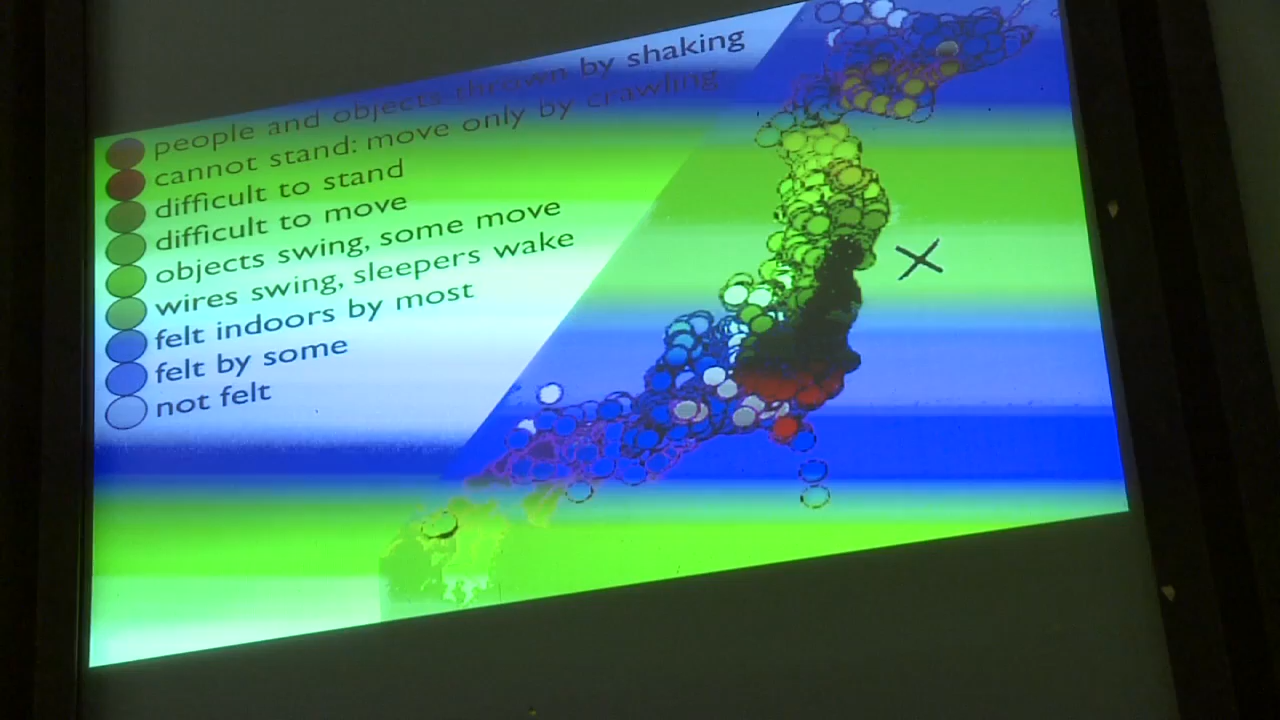 people and objects thrown by shaking
cannot stand: move only by crawling
difficult to stand
difficult to move
objects swing, some move
wires swing, sleepers wake
felt indoors by most
felt by some
not felt